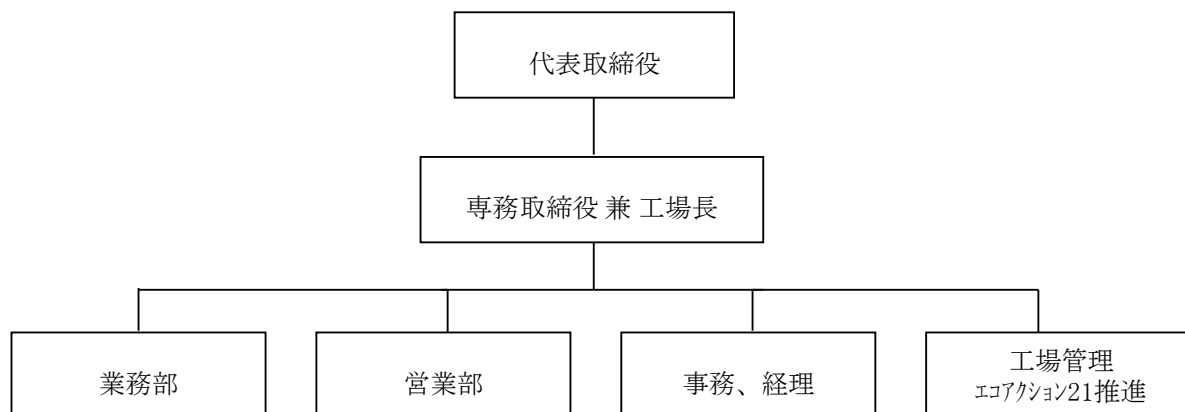 代表取締役
専務取締役 兼 工場長
業務部
営業部
事務、経理
工場管理
ｴｺｱｸｼｮﾝ21推進